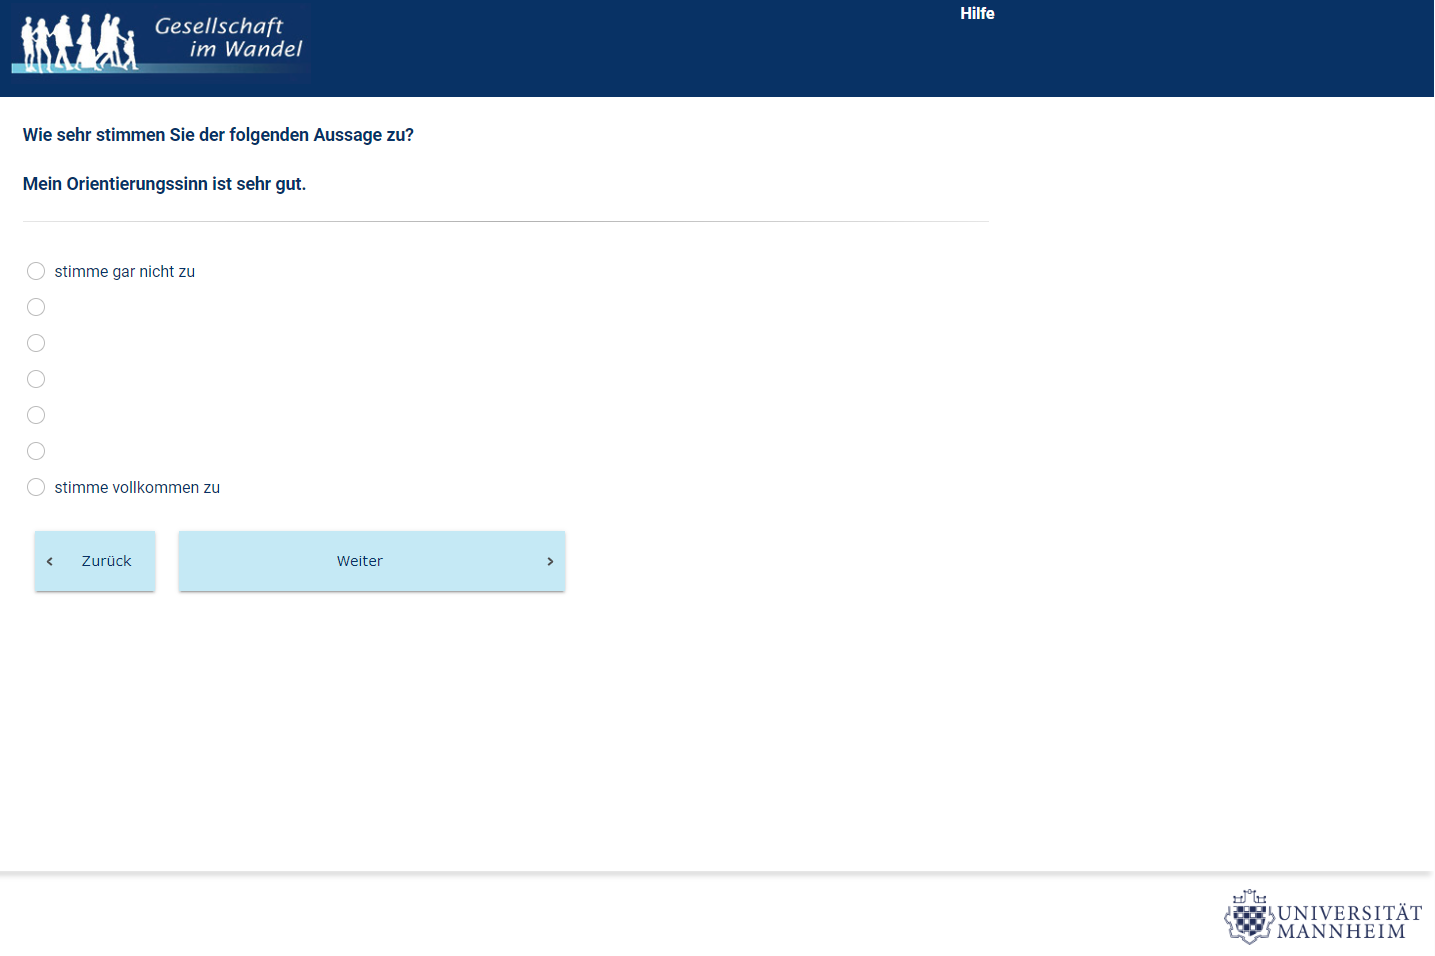 Gesellschaft
im Wandel
Hilfe
Wie sehr stimmen Sie der folgenden Aussage zu?
Mein Orientierungssinn ist sehr gut.
stimme gar nicht zu
stimme vollkommen zu
Zurück
Weiter
UNIVERSITÄT
MANNHEIM